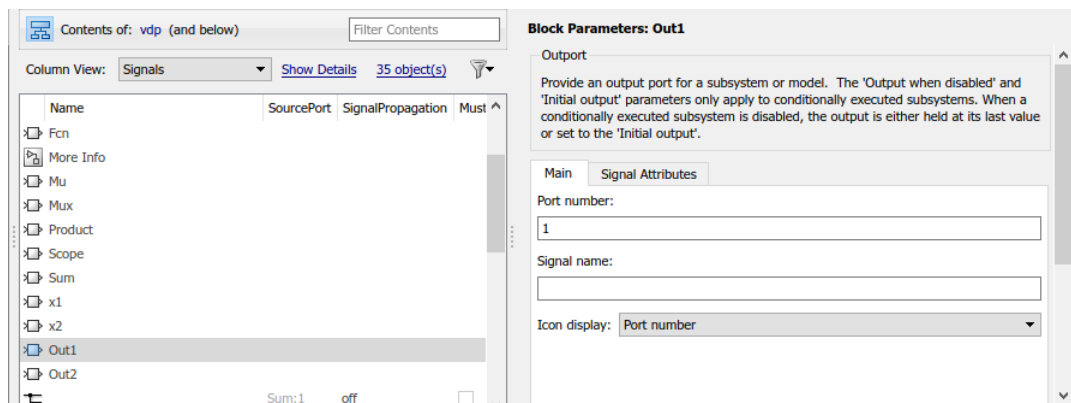 Contents of: vdp (and below)
Filter Contents
Column View: Signals
Show Details
35 object(s)
Name SourcePort SignalPropagation Must
Fcn
More Info
Mu
Mux
Product
Scope
Sum
x1
x2
Out1
Out2
Sum:1 off
Block Parameters: Out1
Outport
Provide an output port for a subsystem or model. The 'Output when disabled' and
'Initial output' parameters only apply to conditionally executed subsystems. When a
conditionally executed subsystem is disabled, the output is either held at its last value
or set to the 'Initial output'.
Main Signal Attributes
Port number:
1
Signal name:
Icon display: Port number